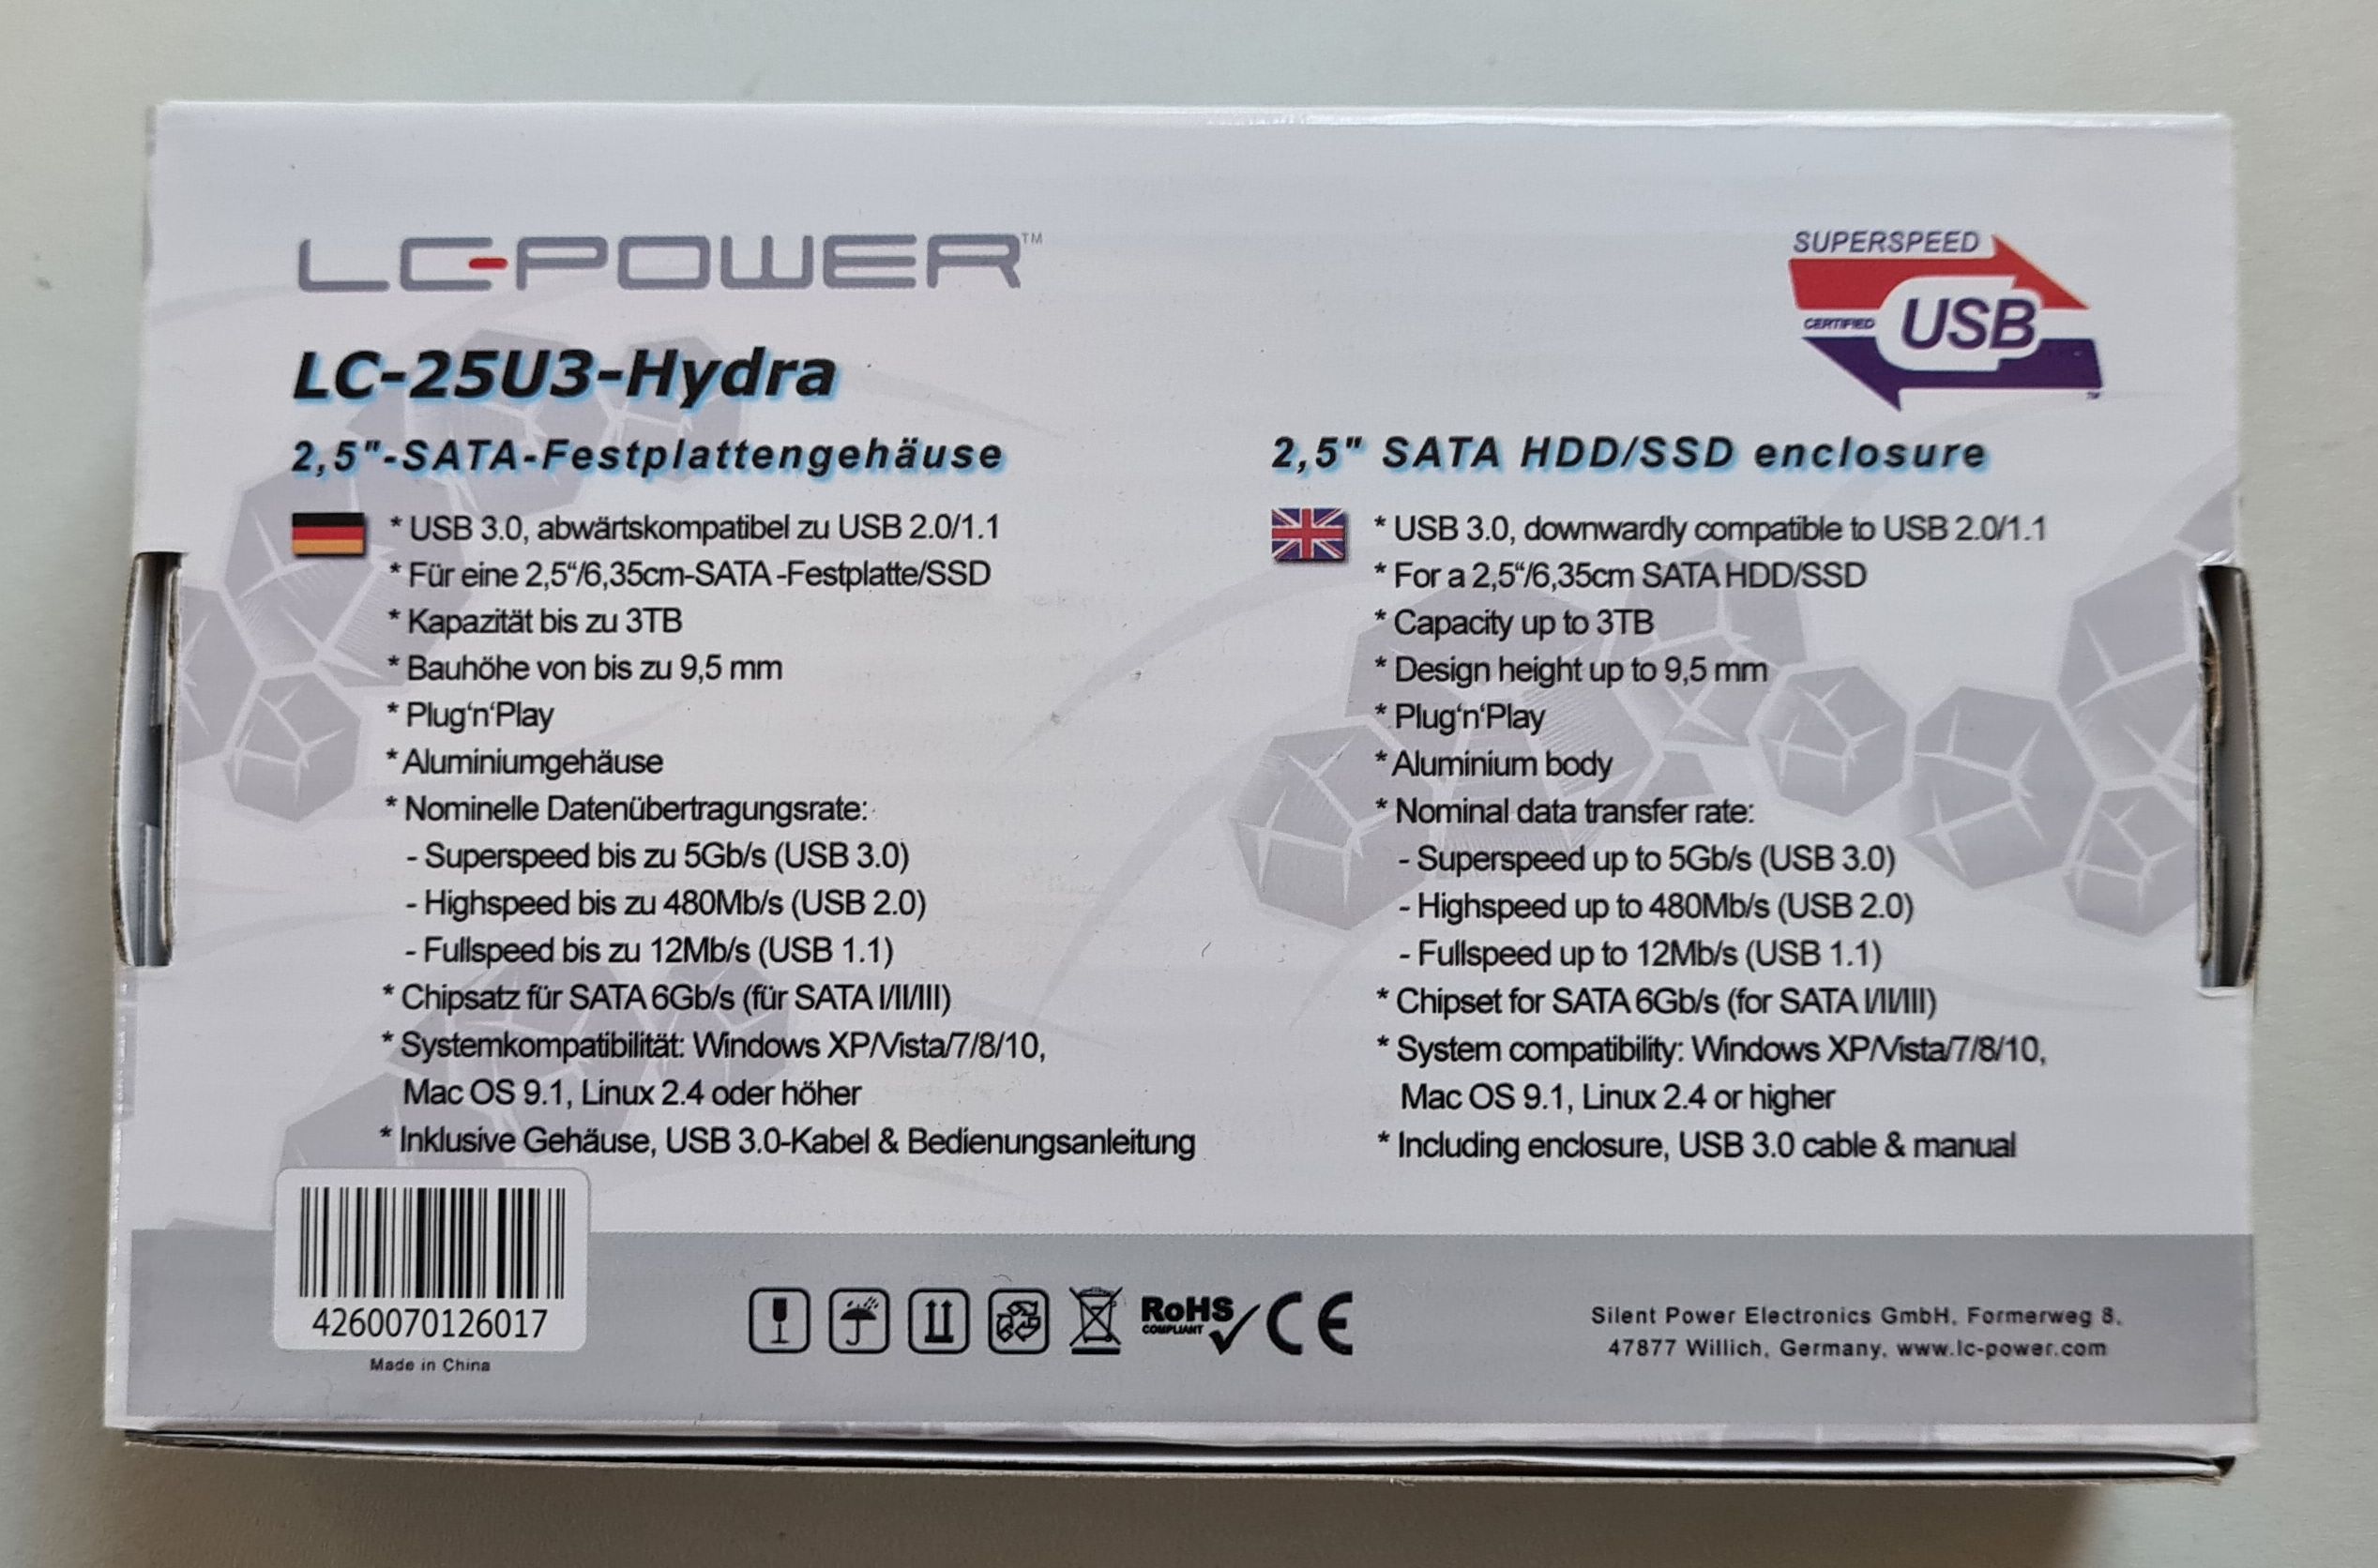 LC-POWER™
SUPERSPEED
CERTIFIED USB
LC-25U3-Hydra
2,5"-SATA-Festplattengehäuse
* USB 3.0, abwärtskompatibel zu USB 2.0/1.1
* Für eine 2,5“/6,35cm-SATA-Festplatte/SSD
* Kapazität bis zu 3TB
* Bauhöhe von bis zu 9,5 mm
* Plug‘n‘Play
* Aluminiumgehäuse
* Nominelle Datenübertragungsrate:
- Superspeed bis zu 5Gb/s (USB 3.0)
- Highspeed bis zu 480Mb/s (USB 2.0)
- Fullspeed bis zu 12Mb/s (USB 1.1)
* Chipsatz für SATA 6Gb/s (für SATA I/II/III)
* Systemkompatibilität: Windows XP/Vista/7/8/10,
Mac OS 9.1, Linux 2.4 oder höher
* Inklusive Gehäuse, USB 3.0-Kabel & Bedienungsanleitung
2,5" SATA HDD/SSD enclosure
* USB 3.0, downwardly compatible to USB 2.0/1.1
* For a 2,5“/6,35cm SATA HDD/SSD
* Capacity up to 3TB
* Design height up to 9,5 mm
* Plug‘n‘Play
* Aluminium body
* Nominal data transfer rate:
- Superspeed up to 5Gb/s (USB 3.0)
- Highspeed up to 480Mb/s (USB 2.0)
- Fullspeed up to 12Mb/s (USB 1.1)
* Chipset for SATA 6Gb/s (for SATA I/II/III)
* System compatibility: Windows XP/Vista/7/8/10,
Mac OS 9.1, Linux 2.4 or higher
* Including enclosure, USB 3.0 cable & manual
4260070126017
Made in China
RoHS
COMPLIANT
CE
Silent Power Electronics GmbH, Formerweg 8,
47877 Willich, Germany, www.lc-power.com